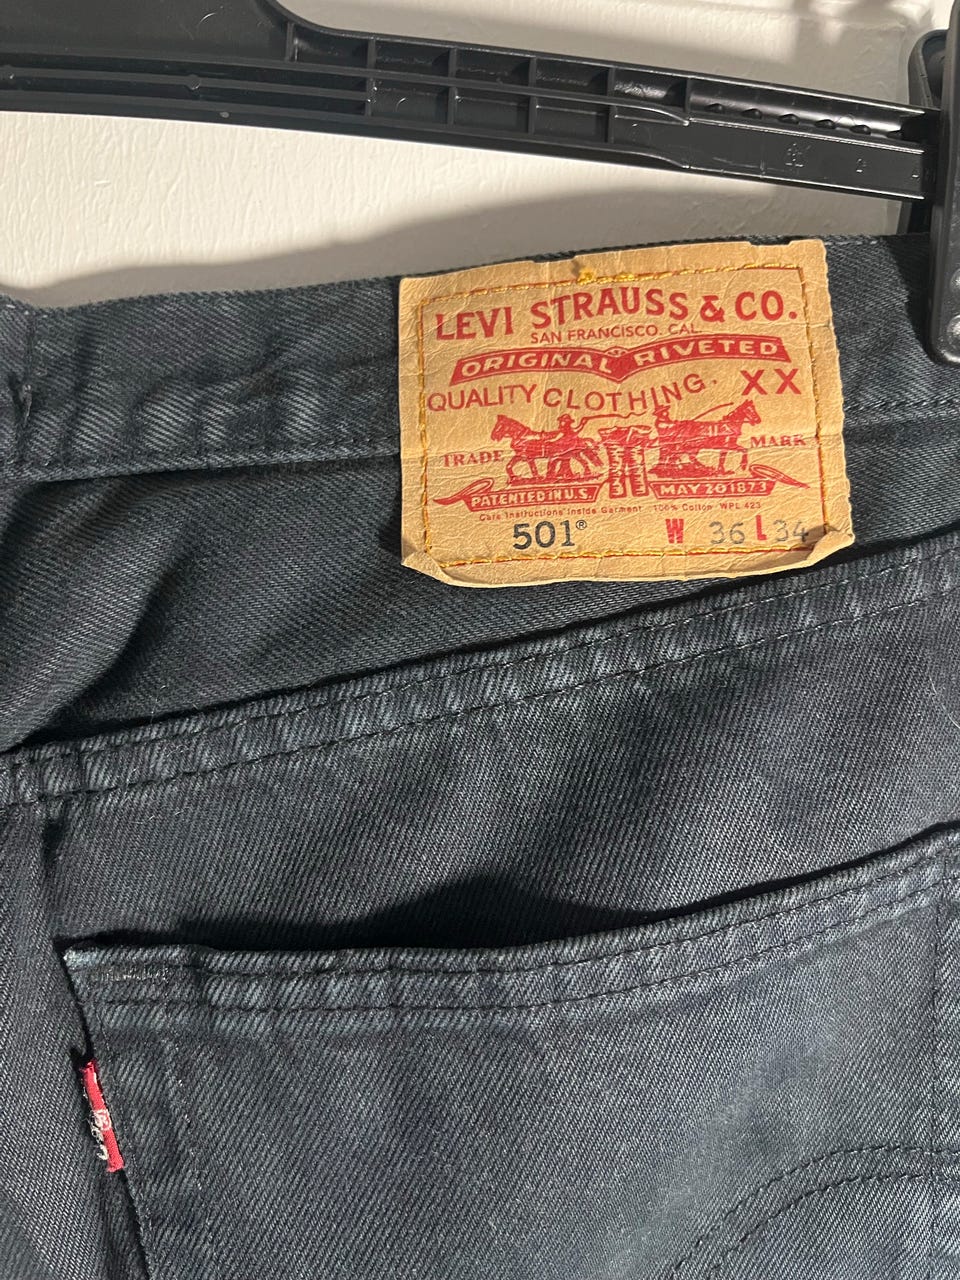 LEVI STRAUSS & CO.
SAN FRANCISCO, CAL.
ORIGINAL RIVETED
QUALITY CLOTHING. XX
TRADE MARK
PATENTED IN U.S. MAY 20 1873
Care Instructions Inside Garment 100% Cotton WPL 423
501® W 36 L 34